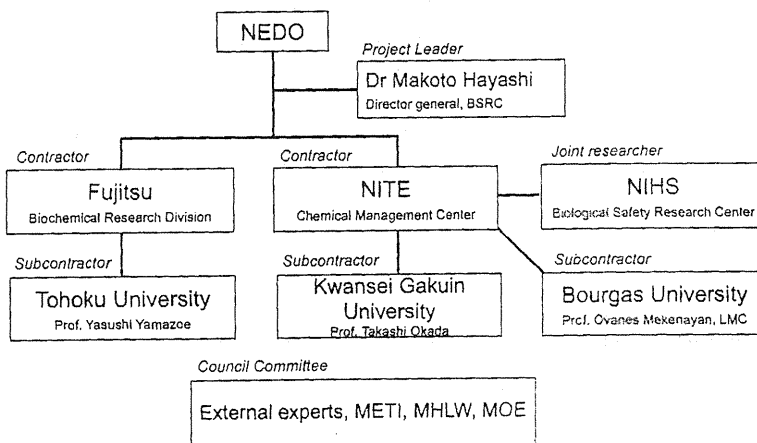 NEDO
Project Leader
Dr Makoto Hayashi
Director general, BSRC
Contractor
Fujitsu
Biochemical Research Division
Contractor
NITE
Chemical Management Center
Joint researcher
NIHS
Biological Safety Research Center
Subcontractor
Tohoku University
Prof. Yasushi Yamazoe
Subcontractor
Kwansei Gakuin
University
Prof. Takashi Okada
Subcontractor
Bourgas University
Prof. Ovanes Mekenayan, LMC
Council Committee
External experts, METI, MHLW, MOE